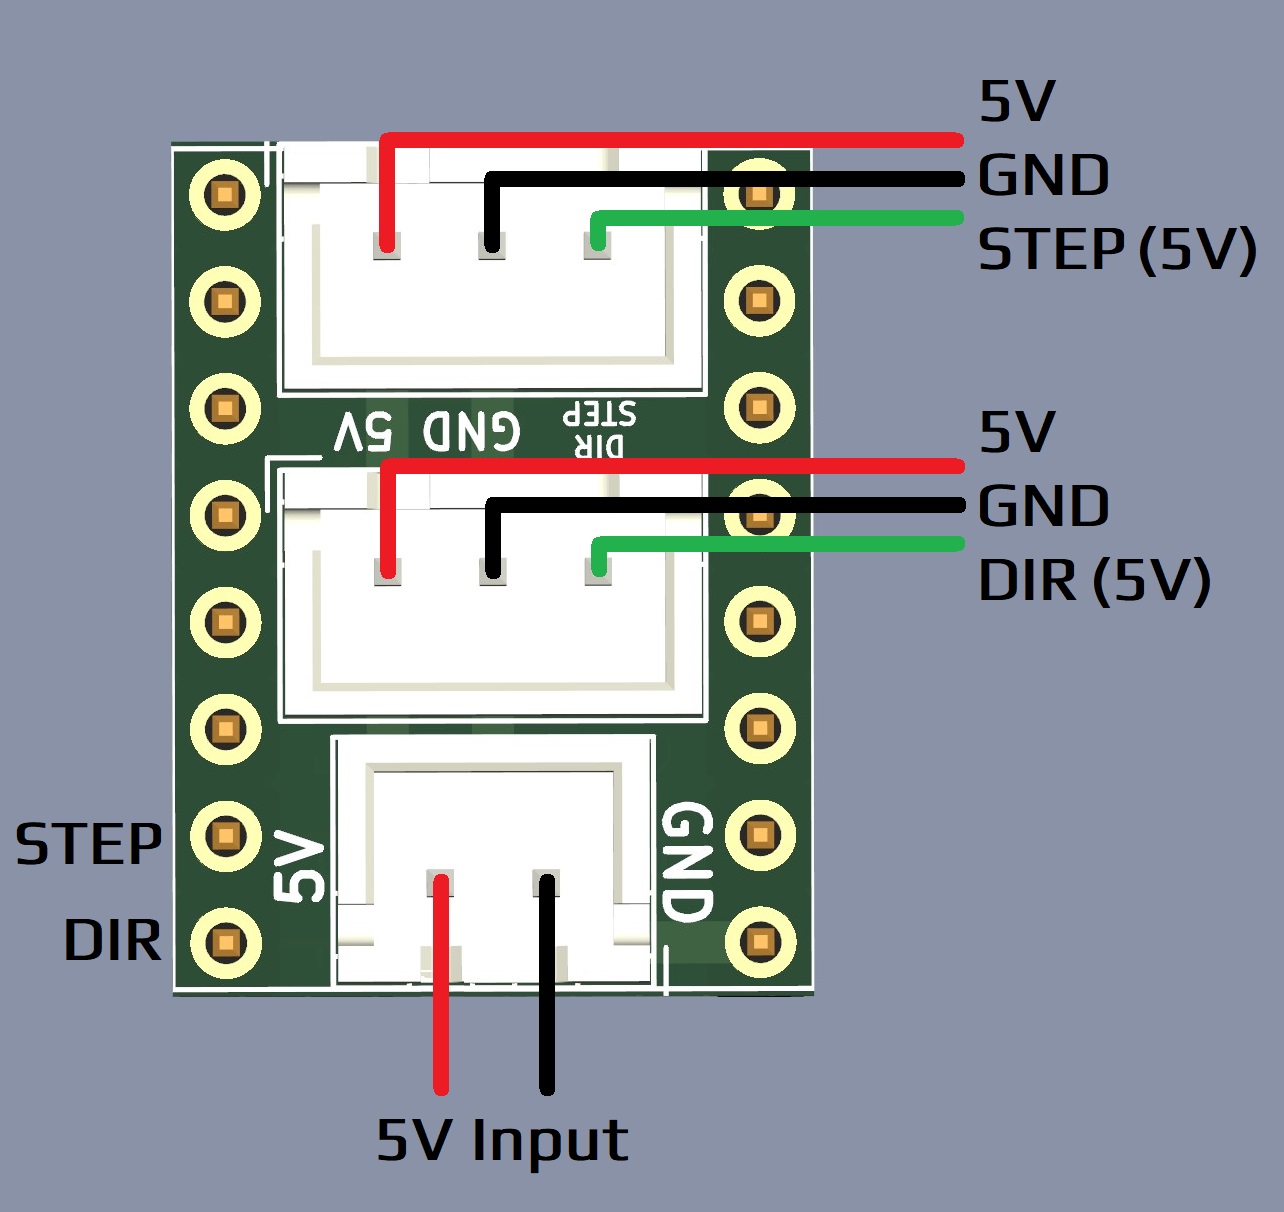 5V
GND
STEP (5V)
5V GND STEP
DIR
5V
GND
DIR (5V)
STEP
5V
GND
DIR
5V Input